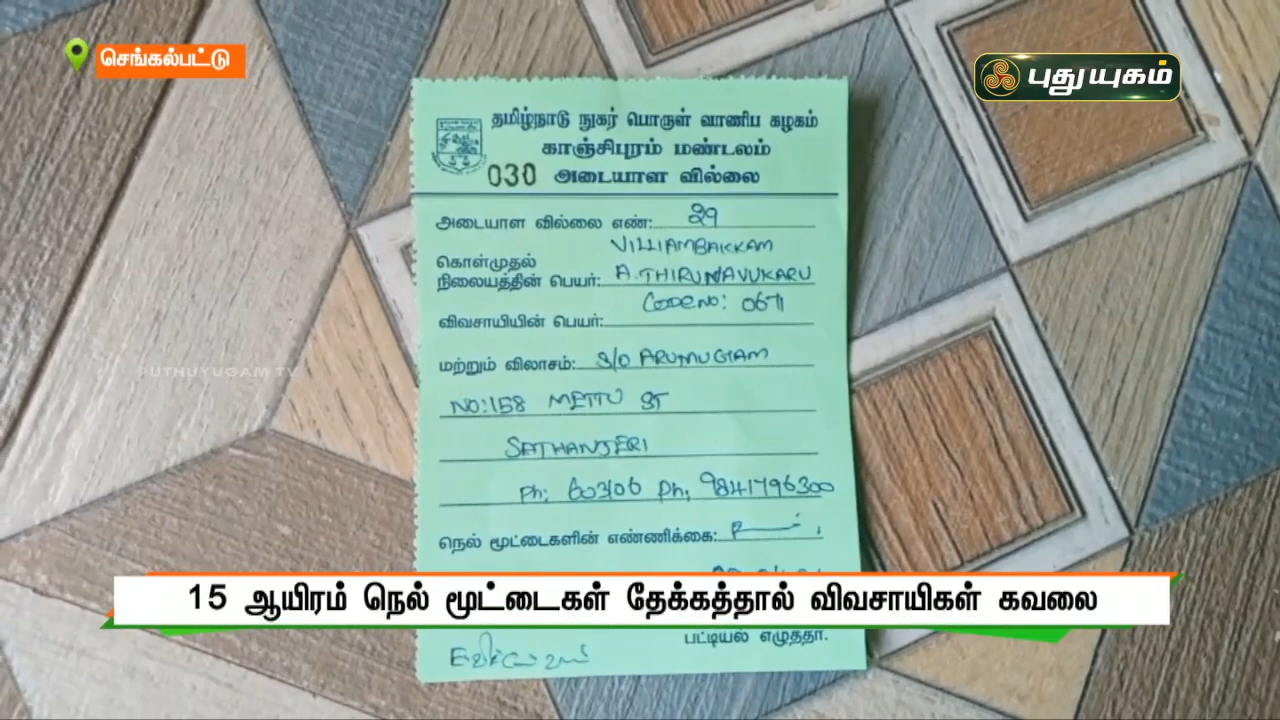 செங்கல்பட்டு
புதுயுகம்
தமிழ்நாடு நுகர் பொருள் வாணிப கழகம்
காஞ்சிபுரம் மண்டலம்
030 அடையாள வில்லை
அடையாள வில்லை எண்: 29
VILLIAMBAKKAM
கொள்முதல்
நிலையத்தின் பெயர்: A. THIRUNAVUKARU
CODE NO: 0671
விவசாயியின் பெயர்:
மற்றும் விலாசம்: S/O ARUMUGAM
PUTHUYUGAM TV
NO:158 METTU ST
SATHANJERI
Ph: 603106 Ph: 9841796300
நெல் மூட்டைகளின் எண்ணிக்கை:
15 ஆயிரம் நெல் மூட்டைகள் தேக்கத்தால் விவசாயிகள் கவலை
பட்டியல் எழுத்தர்.